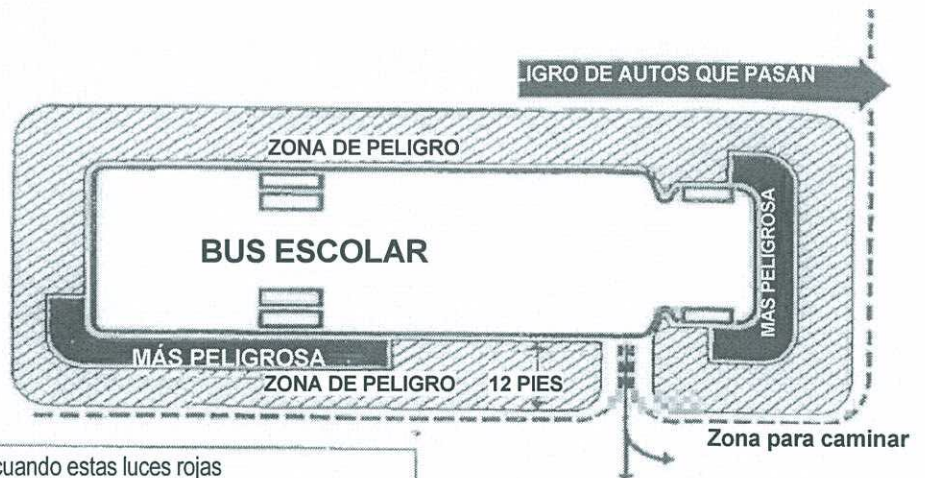 LIGRO DE AUTOS QUE PASAN
ZONA DE PELIGRO
BUS ESCOLAR
MÁS PELIGROSA
MÁS PELIGROSA
ZONA DE PELIGRO
12 PIES
Zona para caminar
cuando estas luces rojas